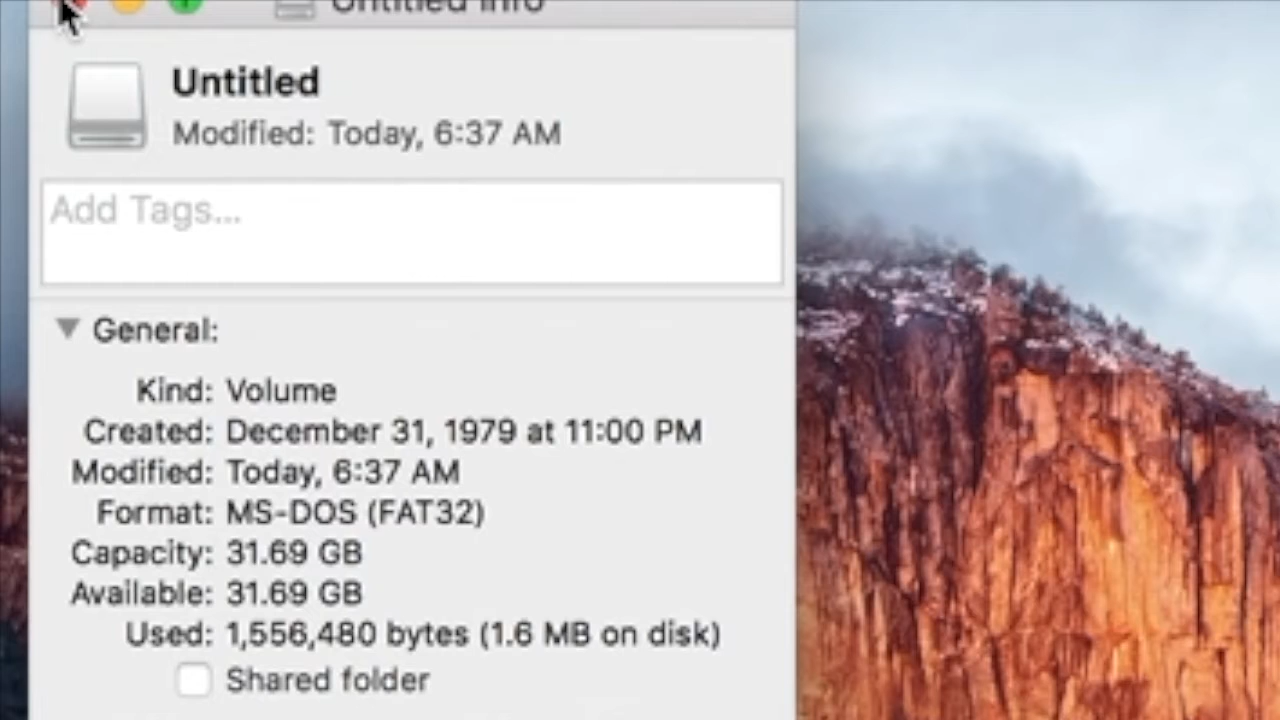 Untitled Info
Untitled
Modified: Today, 6:37 AM
Add Tags...
General:
Kind: Volume
Created: December 31, 1979 at 11:00 PM
Modified: Today, 6:37 AM
Format: MS-DOS (FAT32)
Capacity: 31.69 GB
Available: 31.69 GB
Used: 1,556,480 bytes (1.6 MB on disk)
Shared folder